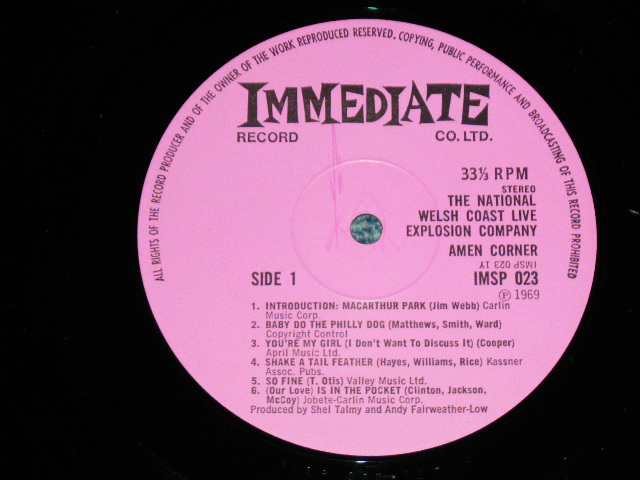 ALL RIGHTS OF THE RECORD PRODUCER AND OF THE OWNER OF THE WORK REPRODUCED RESERVED. COPYING, PUBLIC PERFORMANCE AND BROADCASTING OF THIS RECORD PROHIBITED
IMMEDIATE
RECORD CO. LTD.
33⅓ RPM
STEREO
THE NATIONAL
WELSH COAST LIVE
EXPLOSION COMPANY
AMEN CORNER
IMSP 023 1Y
SIDE 1 IMSP 023
℗ 1969
1. INTRODUCTION: MACARTHUR PARK (Jim Webb) Carlin
Music Corp.
2. BABY DO THE PHILLY DOG (Matthews, Smith, Ward)
Copyright Control
3. YOU'RE MY GIRL (I Don't Want To Discuss It) (Cooper)
April Music Ltd.
4. SHAKE A TAIL FEATHER (Hayes, Williams, Rice) Kassner
Assoc. Pubs.
5. SO FINE (T. Otis) Valley Music Ltd.
6. (Our Love) IS IN THE POCKET (Clinton, Jackson,
McCoy) Jobete-Carlin Music Corp.
Produced by Shel Talmy and Andy Fairweather-Low